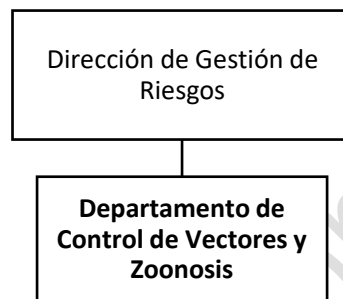 Dirección de Gestión de
Riesgos
Departamento de
Control de Vectores y
Zoonosis